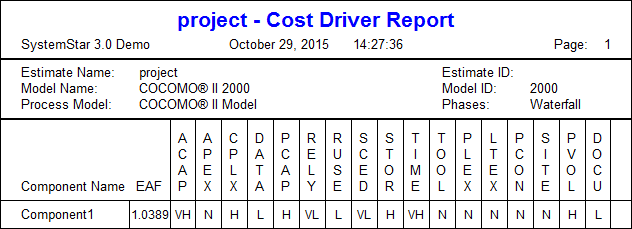 project - Cost Driver Report
SystemStar 3.0 Demo October 29, 2015 14:27:36 Page: 1
Estimate Name: project Estimate ID:
Model Name: COCOMO® II 2000 Model ID: 2000
Process Model: COCOMO® II Model Phases: Waterfall
Component Name EAF ACAP APEX CPLX DATA PCAP RELY RUSE SCED STOR TIME TOOL PLEX LTEX PCON SITE PVOL DOCU
Component1 1.0389 VH N H L H VL L VL H VH N N N N N H L